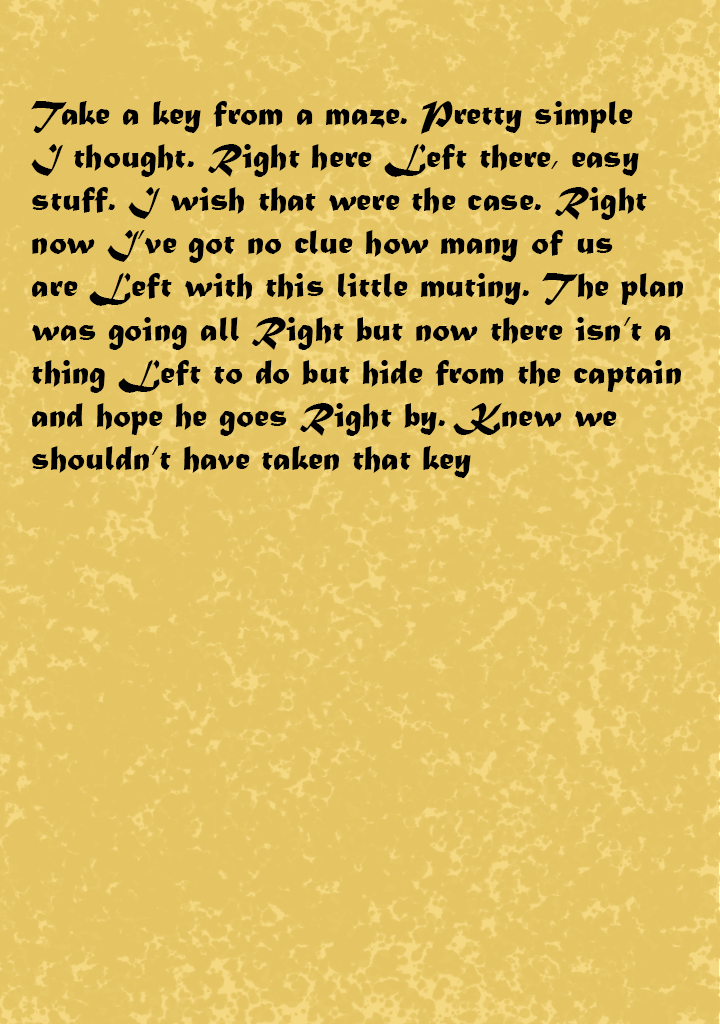 Take a key from a maze. Pretty simple
I thought. Right here Left there, easy
stuff. I wish that were the case. Right
now I've got no clue how many of us
are Left with this little mutiny. The plan
was going all Right but now there isn't a
thing Left to do but hide from the captain
and hope he goes Right by. Knew we
shouldn't have taken that key